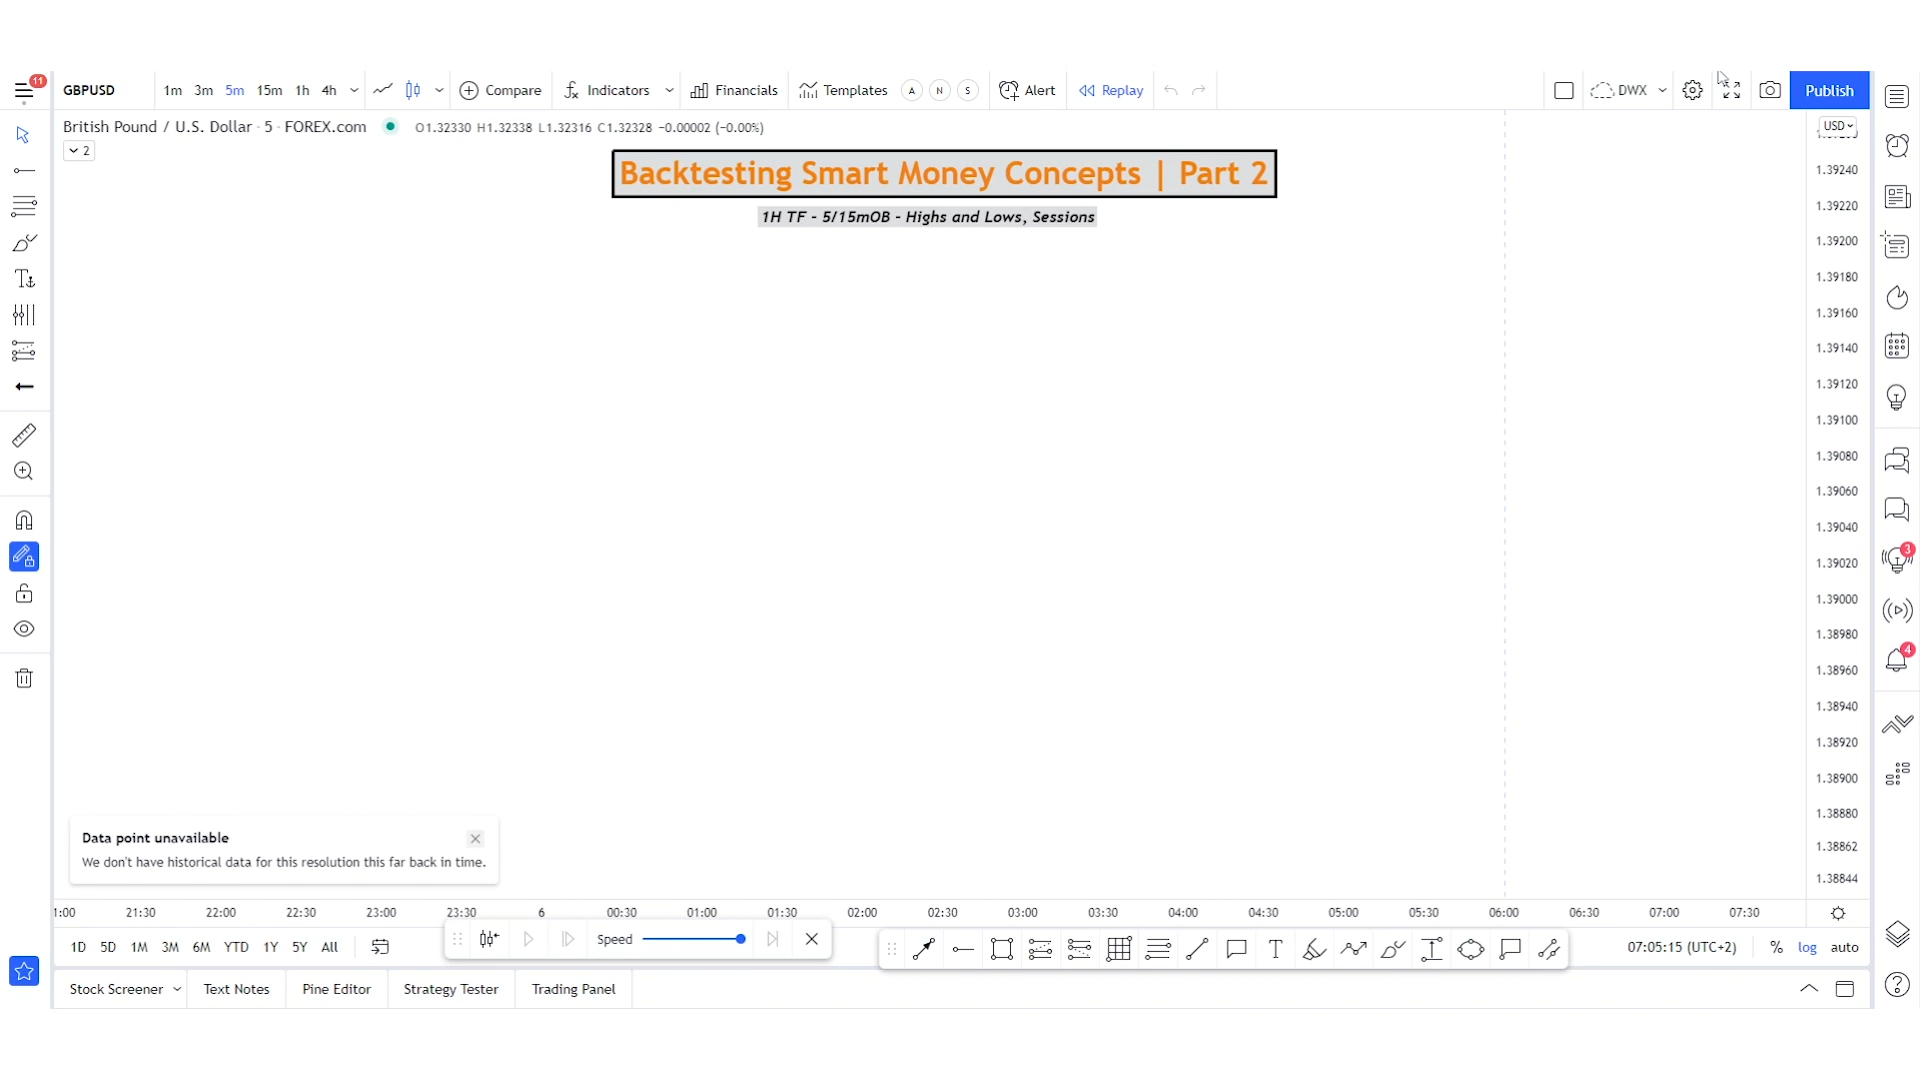 11
GBPUSD 1m 3m 5m 15m 1h 4h Compare Indicators Financials Templates A N S Alert Replay DWX Publish
British Pound / U.S. Dollar · 5 · FOREX.com O1.32330 H1.32338 L1.32316 C1.32328 −0.00002 (−0.00%)
USD
2
Backtesting Smart Money Concepts | Part 2
1H TF - 5/15mOB - Highs and Lows, Sessions
1.39240
1.39220
1.39200
1.39180
1.39160
1.39140
1.39120
1.39100
1.39080
1.39060
1.39040
1.39020
1.39000
1.38980
1.38960
1.38940
1.38920
1.38900
1.38880
1.38862
1.38844
3
4
Data point unavailable
We don't have historical data for this resolution this far back in time.
1:00 21:30 22:00 22:30 23:00 23:30 6 00:30 01:00 01:30 02:00 02:30 03:00 03:30 04:00 04:30 05:00 05:30 06:00 06:30 07:00 07:30
1D 5D 1M 3M 6M YTD 1Y 5Y All Speed 07:05:15 (UTC+2) % log auto
Stock Screener Text Notes Pine Editor Strategy Tester Trading Panel